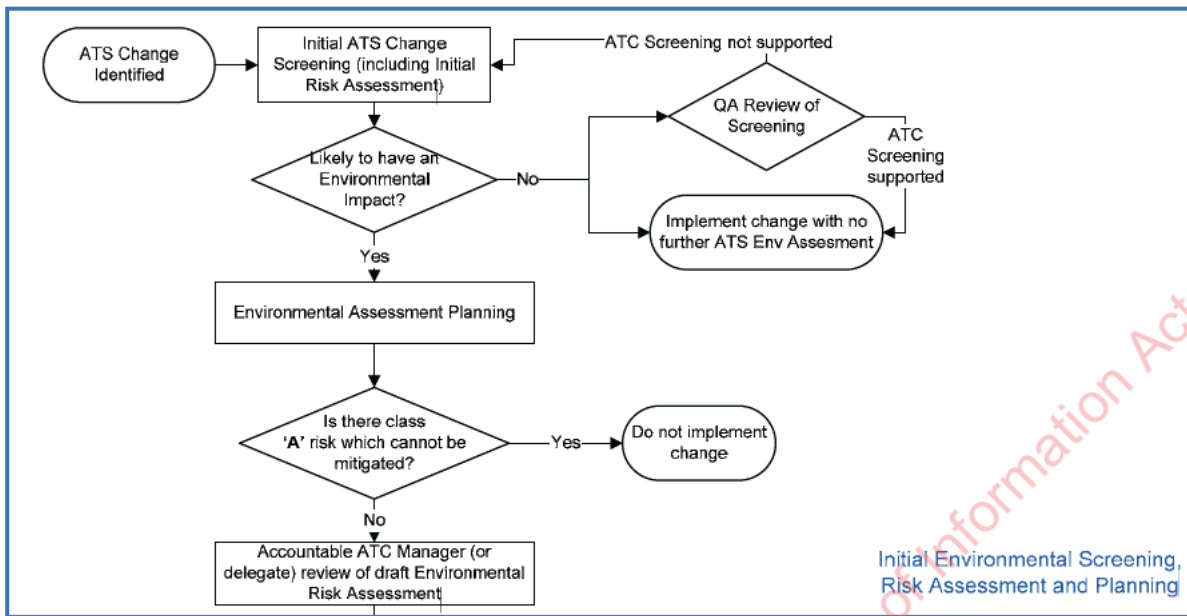 ATS Change
Identified
Initial ATS Change
Screening (including Initial
Risk Assessment)
ATC Screening not supported
QA Review of
Screening
ATC
Screening
supported
Likely to have an
Environmental
Impact?
No
Implement change with no
further ATS Env Assesment
Yes
Environmental Assessment Planning
Is there class
‘A’ risk which cannot be
mitigated?
Yes
Do not implement
change
No
Accountable ATC Manager (or
delegate) review of draft Environmental
Risk Assessment
Initial Environmental Screening,
Risk Assessment and Planning
of Information Act